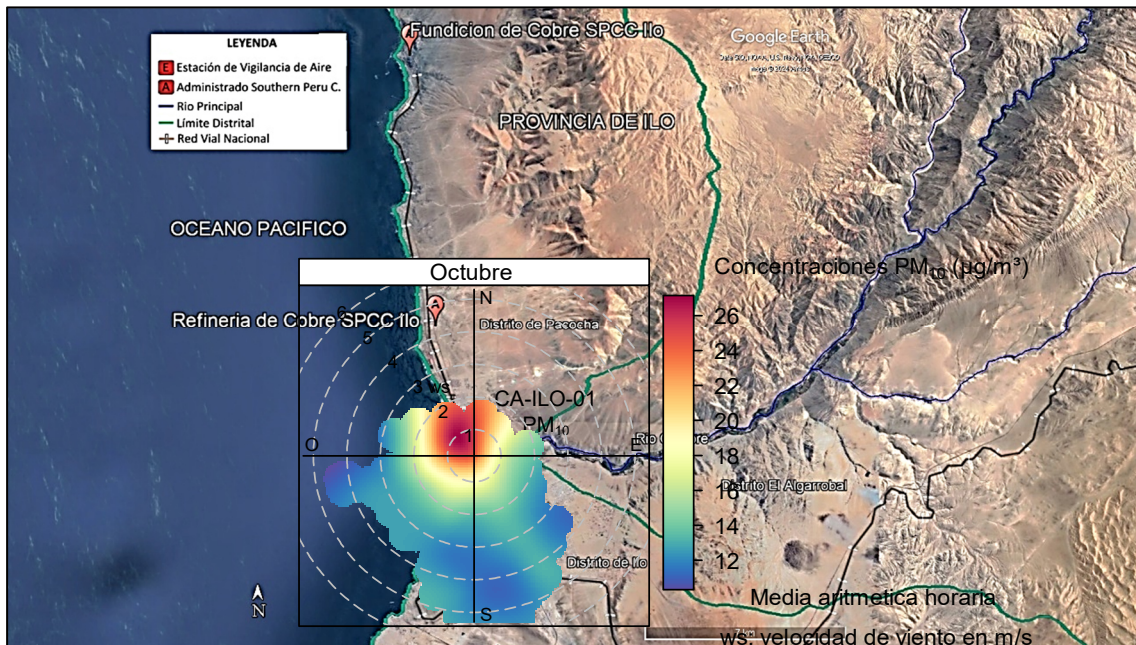 Fundicion de Cobre SPCC Ilo
Google Earth
LEYENDA
E Estación de Vigilancia de Aire
A Administrado Southern Peru C.
Rio Principal
Límite Distrital
Red Vial Nacional
PROVINCIA DE ILO
OCEANO PACIFICO
Octubre
Concentraciones PM₁₀ (µg/m³)
N
6
Refineria de Cobre SPCC Ilo
Distrito de Pacocha
5
4
3 ws
2
1
CA-ILO-01
PM₁₀
O
E
S
26
24
22
20
18
16
14
12
Distrito El Algarrobal
Distrito de Ilo
N
Media aritmetica horaria
ws. velocidad de viento en m/s